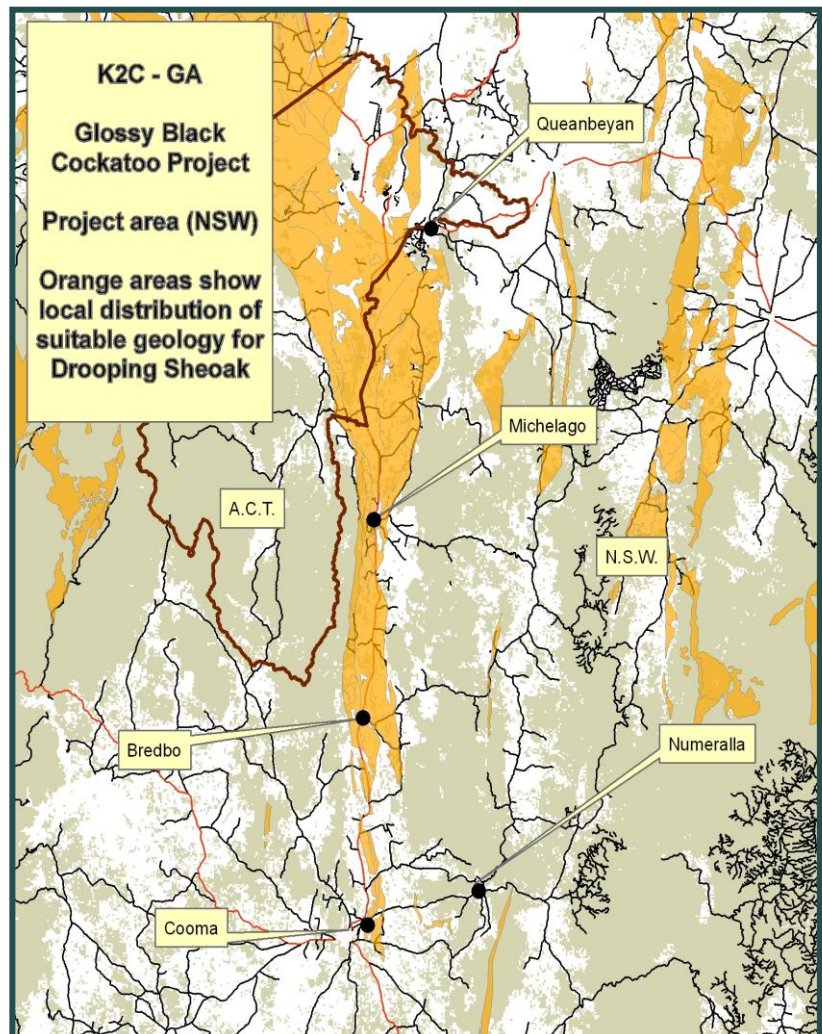 K2C - GA
Glossy Black
Cockatoo Project
Project area (NSW)
Orange areas show
local distribution of
suitable geology for
Drooping Sheoak
Queanbeyan
Michelago
A.C.T.
N.S.W.
Bredbo
Numeralla
Cooma